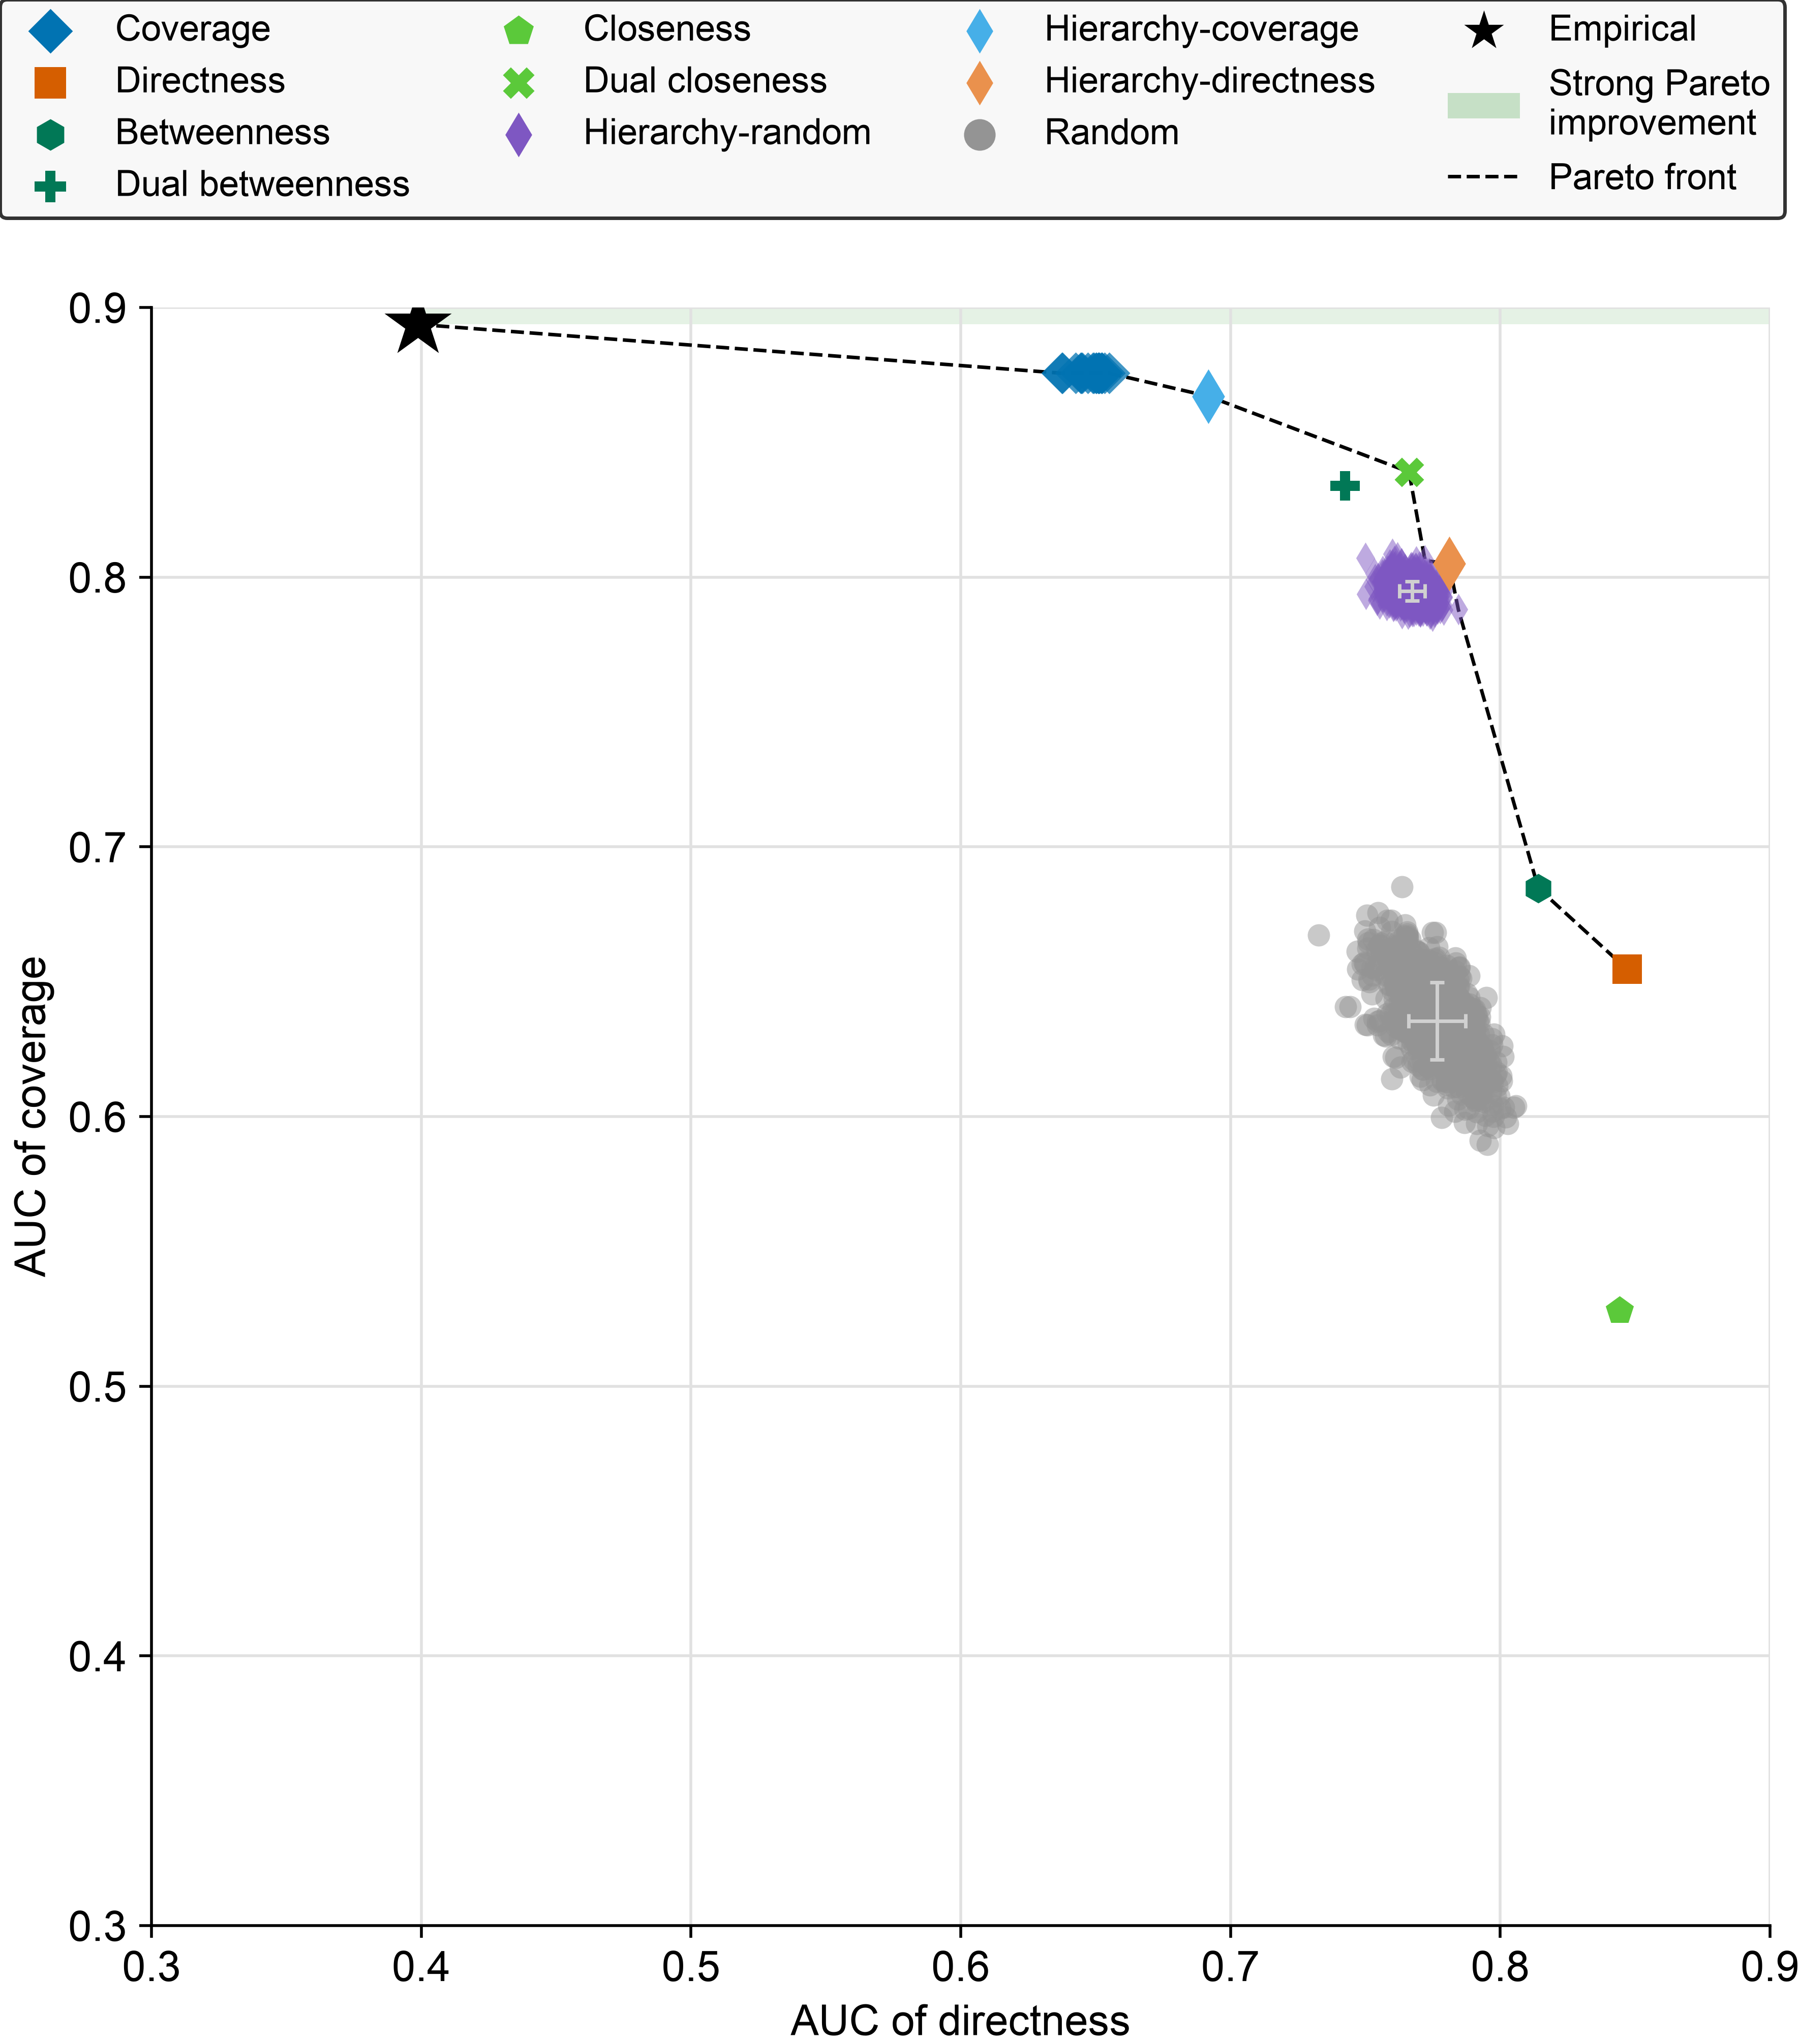 Coverage
Directness
Betweenness
Dual betweenness
Closeness
Dual closeness
Hierarchy-random
Hierarchy-coverage
Hierarchy-directness
Random
Empirical
Strong Pareto
improvement
Pareto front
AUC of coverage
0.9
0.8
0.7
0.6
0.5
0.4
0.3
0.3
0.4
0.5
0.6
0.7
0.8
0.9
AUC of directness